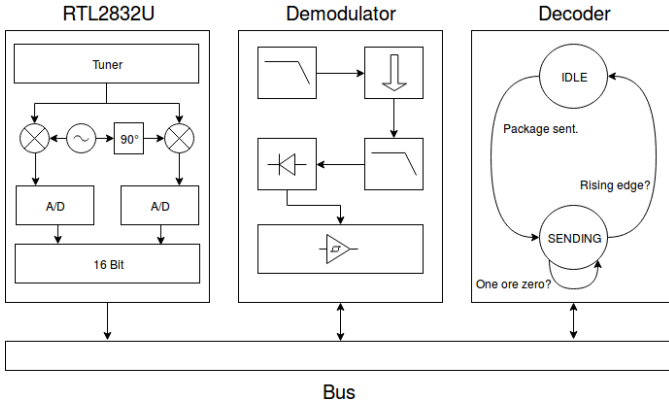 RTL2832U
Demodulator
Decoder
Tuner
90°
A/D
A/D
16 Bit
IDLE
Package sent.
Rising edge?
SENDING
One ore zero?
Bus